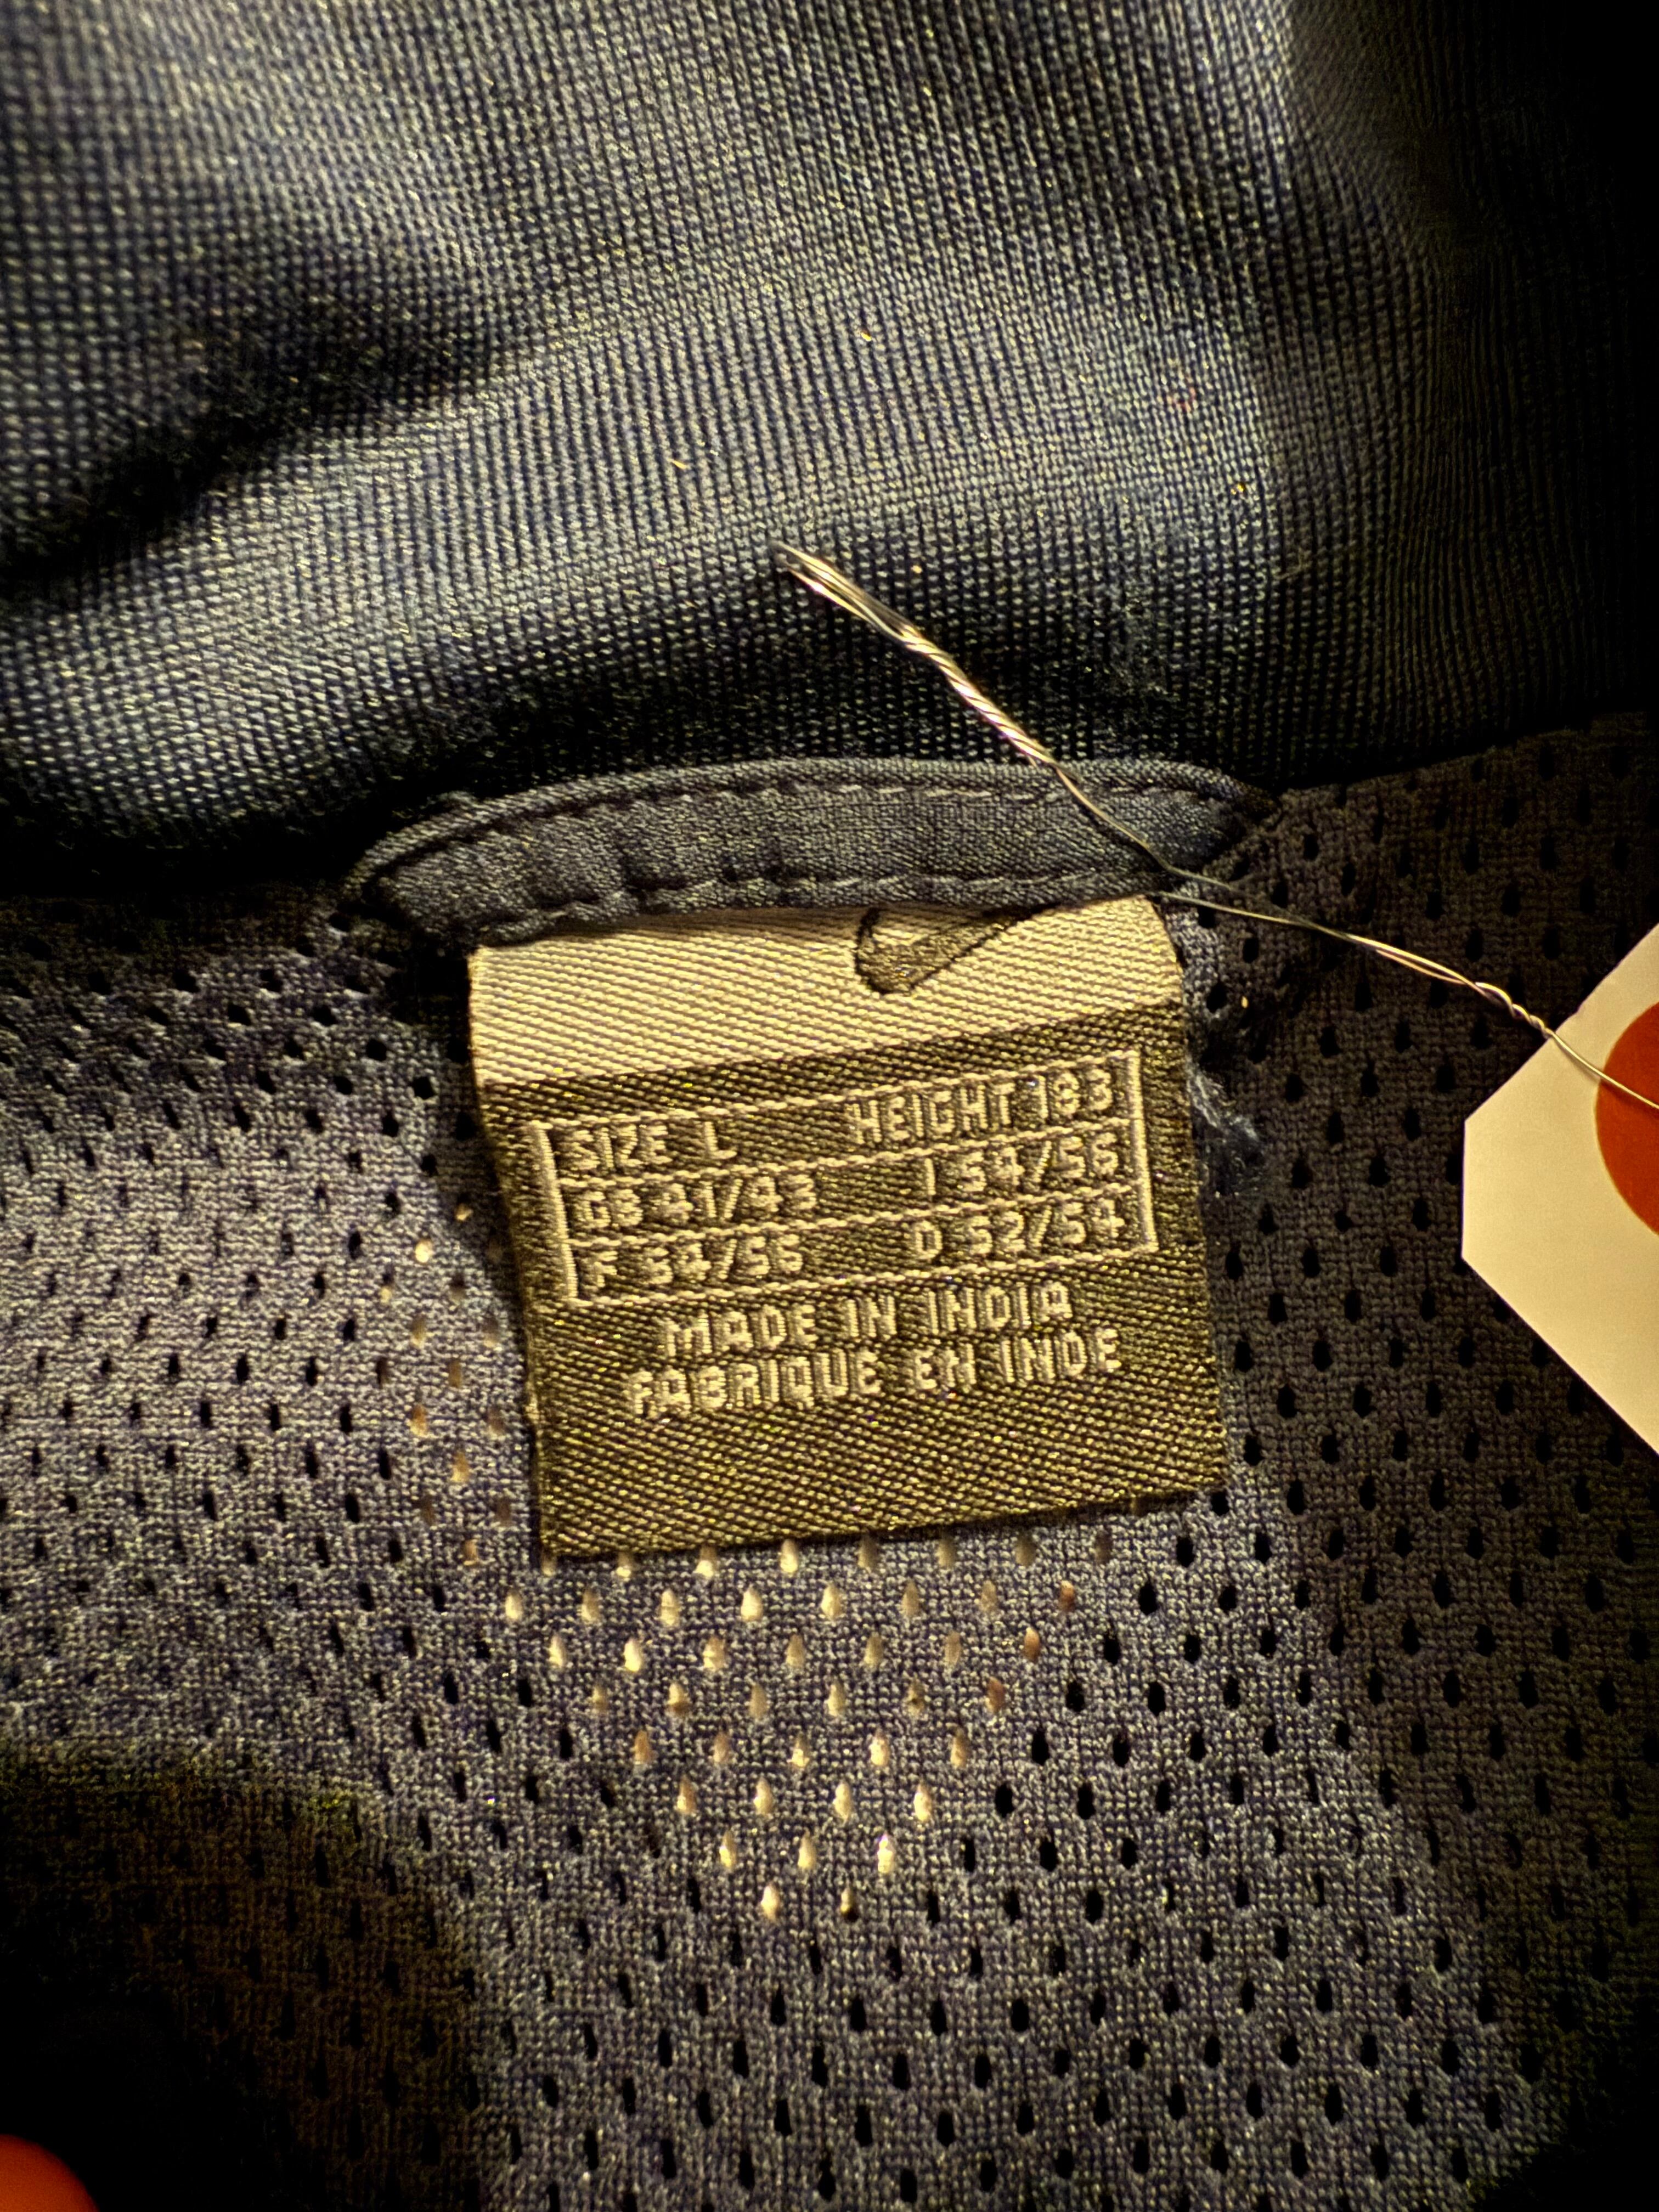 SIZE L HEIGHT 183
GB 41/43 I 54/56
F 54/56 D 52/54
MADE IN INDIA
FABRIQUE EN INDE